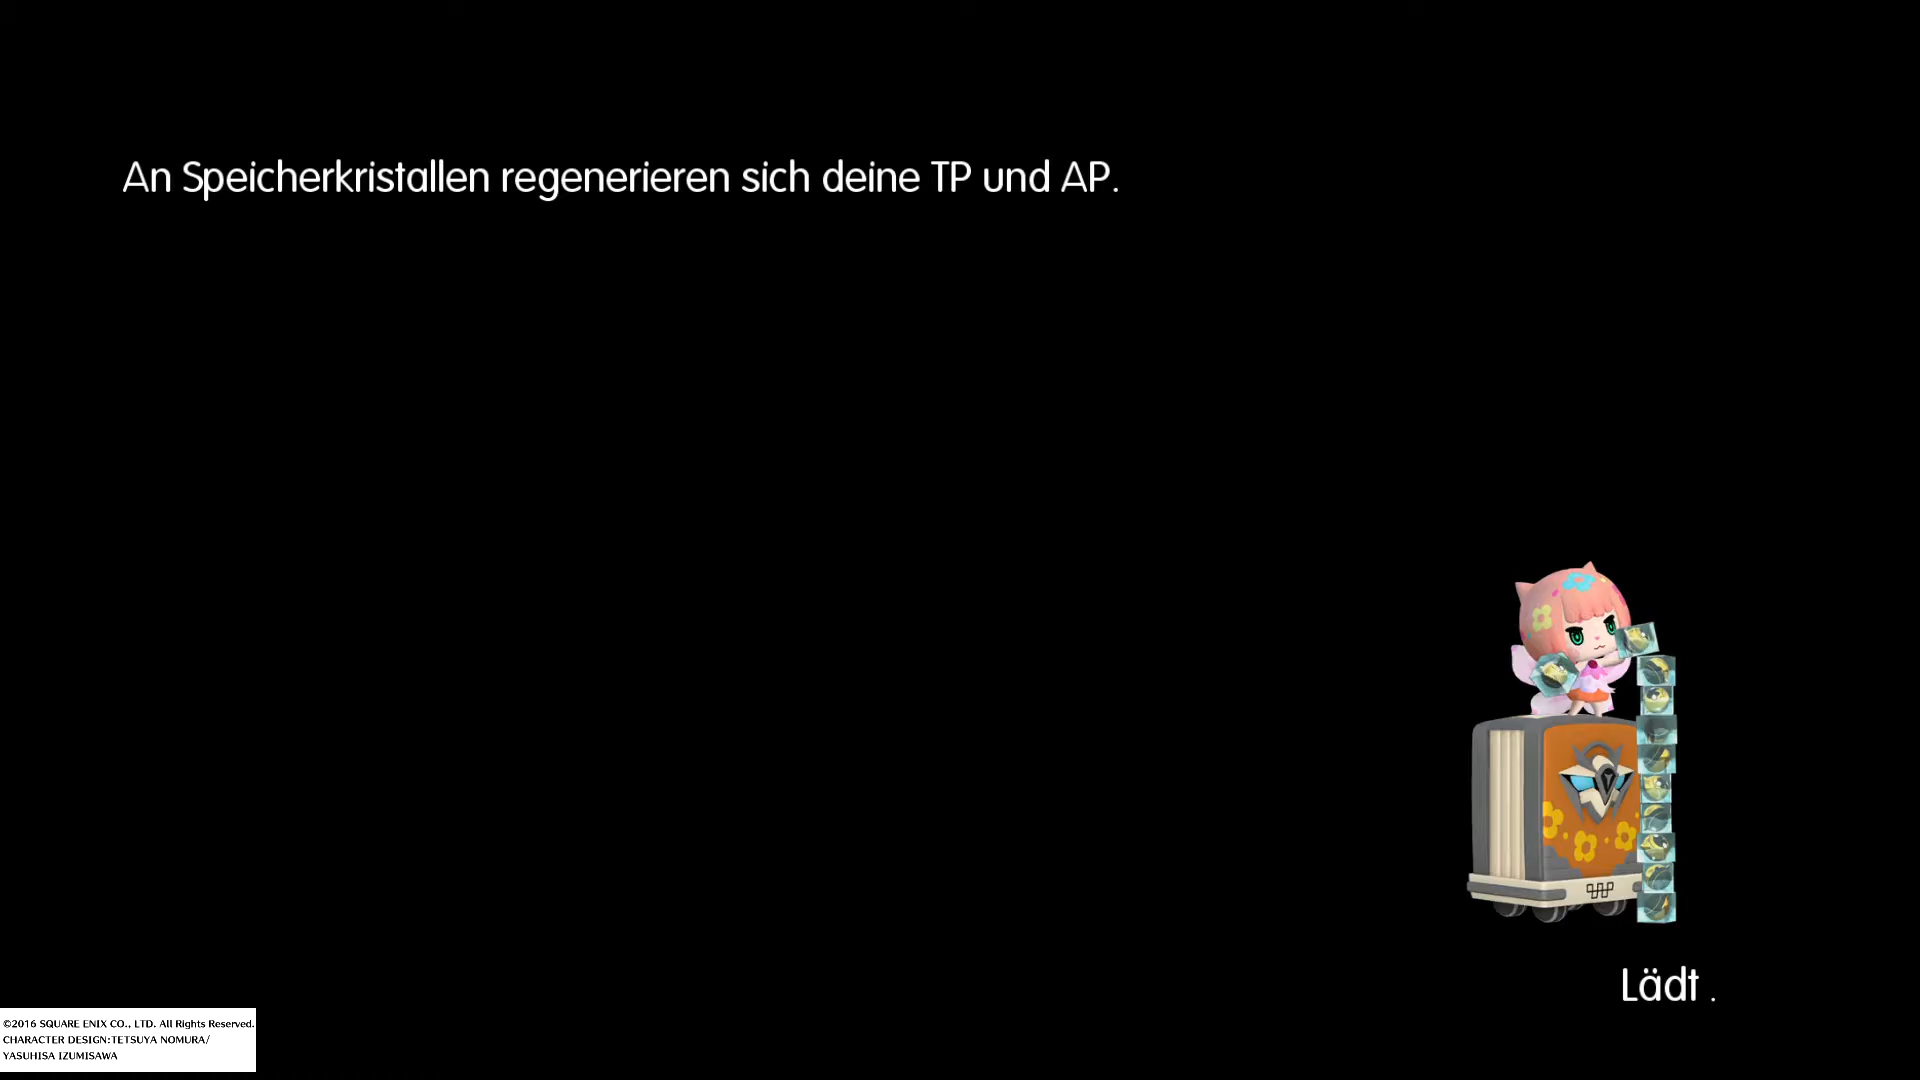 An Speicherkristallen regenerieren sich deine TP und AP.
Lädt .
©2016 SQUARE ENIX CO., LTD. All Rights Reserved.
CHARACTER DESIGN:TETSUYA NOMURA/
YASUHISA IZUMISAWA